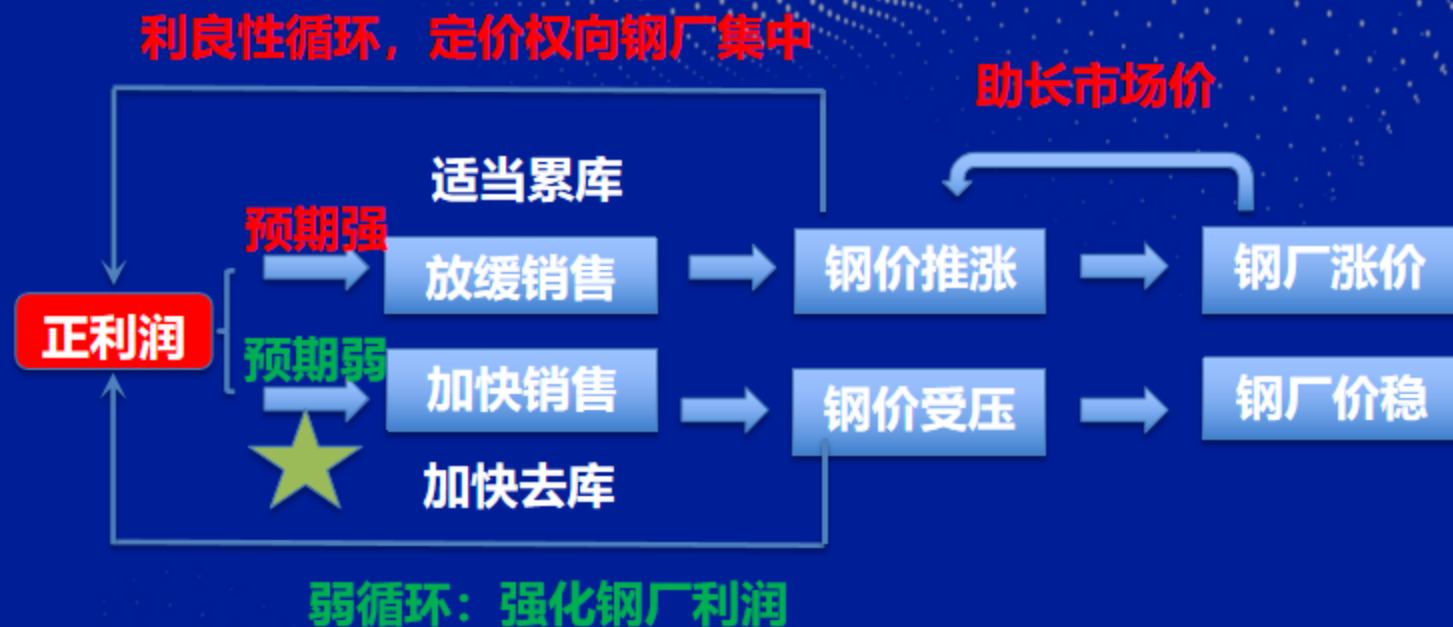 利良性循环，定价权向钢厂集中
助长市场价
适当累库
预期强
放缓销售
钢价推涨
钢厂涨价
正利润
预期弱
加快销售
钢价受压
钢厂价稳
加快去库
弱循环：强化钢厂利润